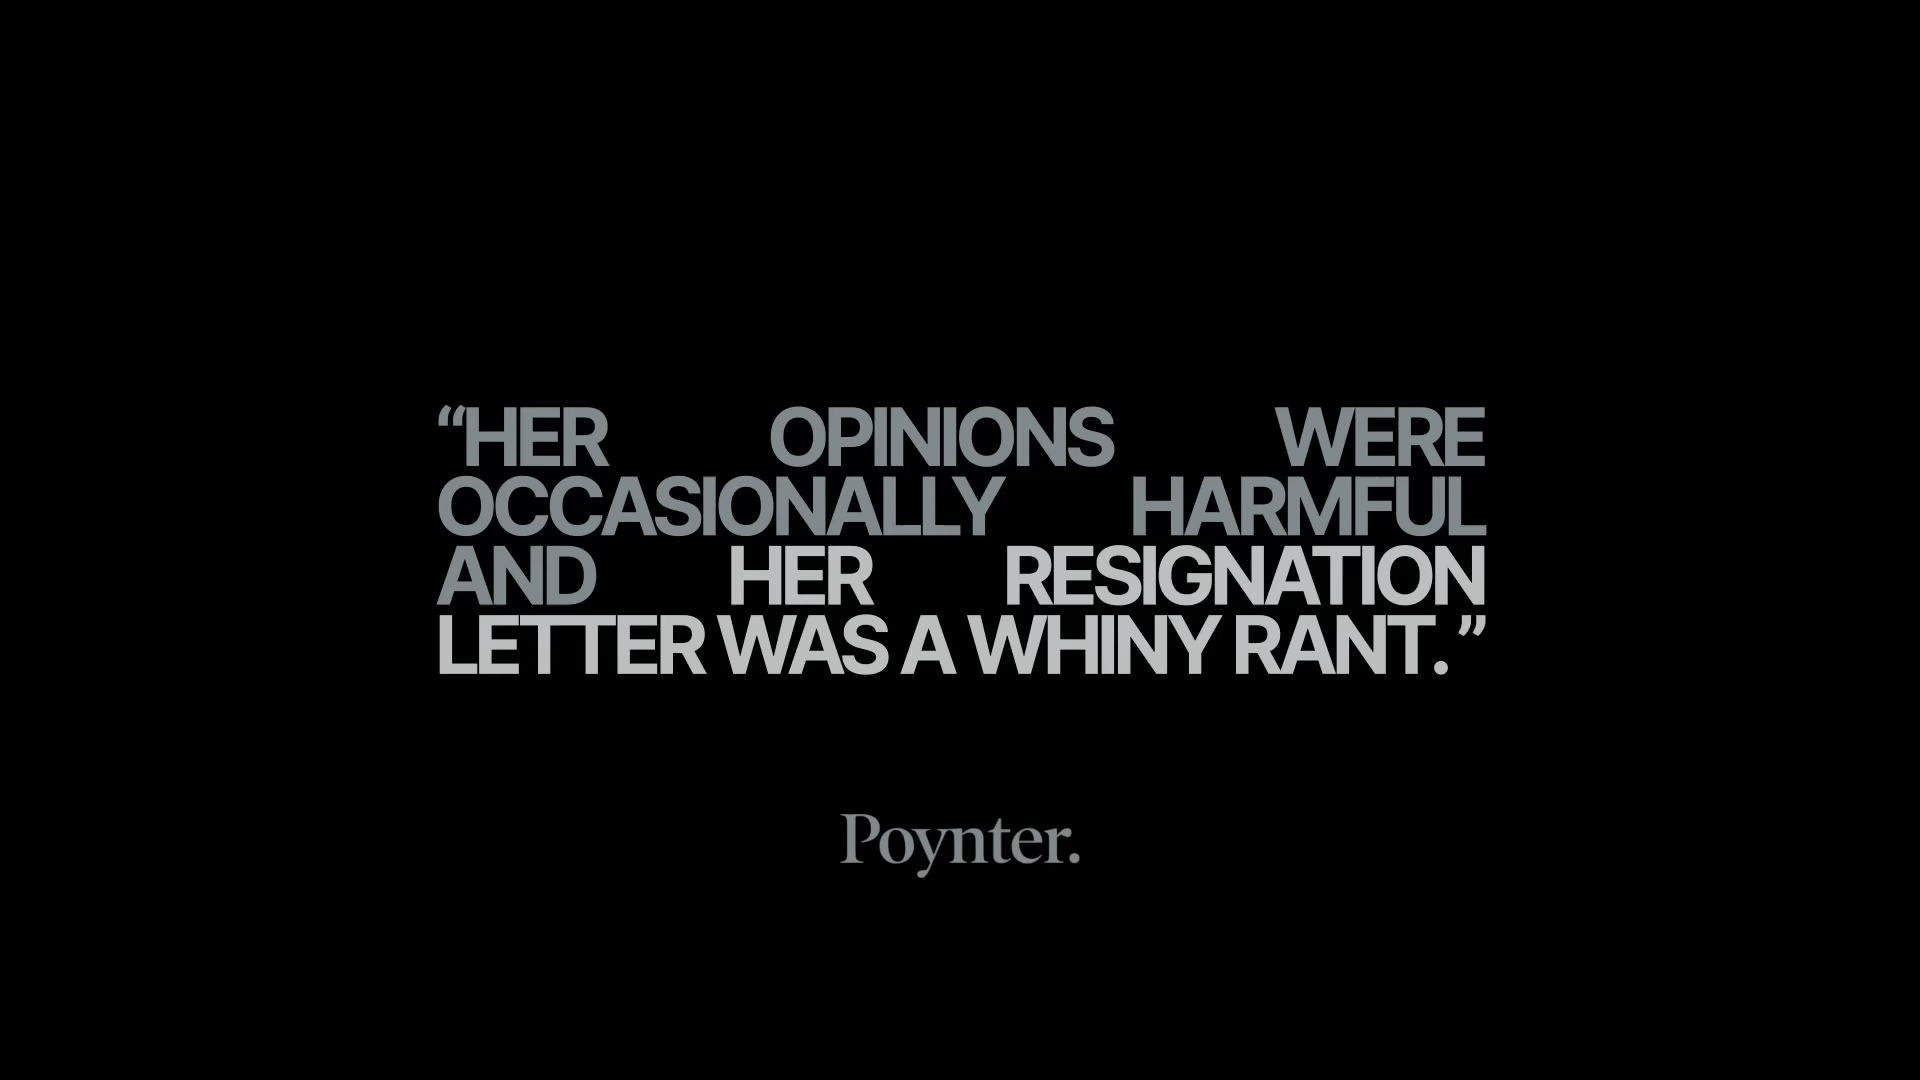 “HER OPINIONS WERE
OCCASIONALLY HARMFUL
AND HER RESIGNATION
LETTER WAS A WHINY RANT.”
Poynter.